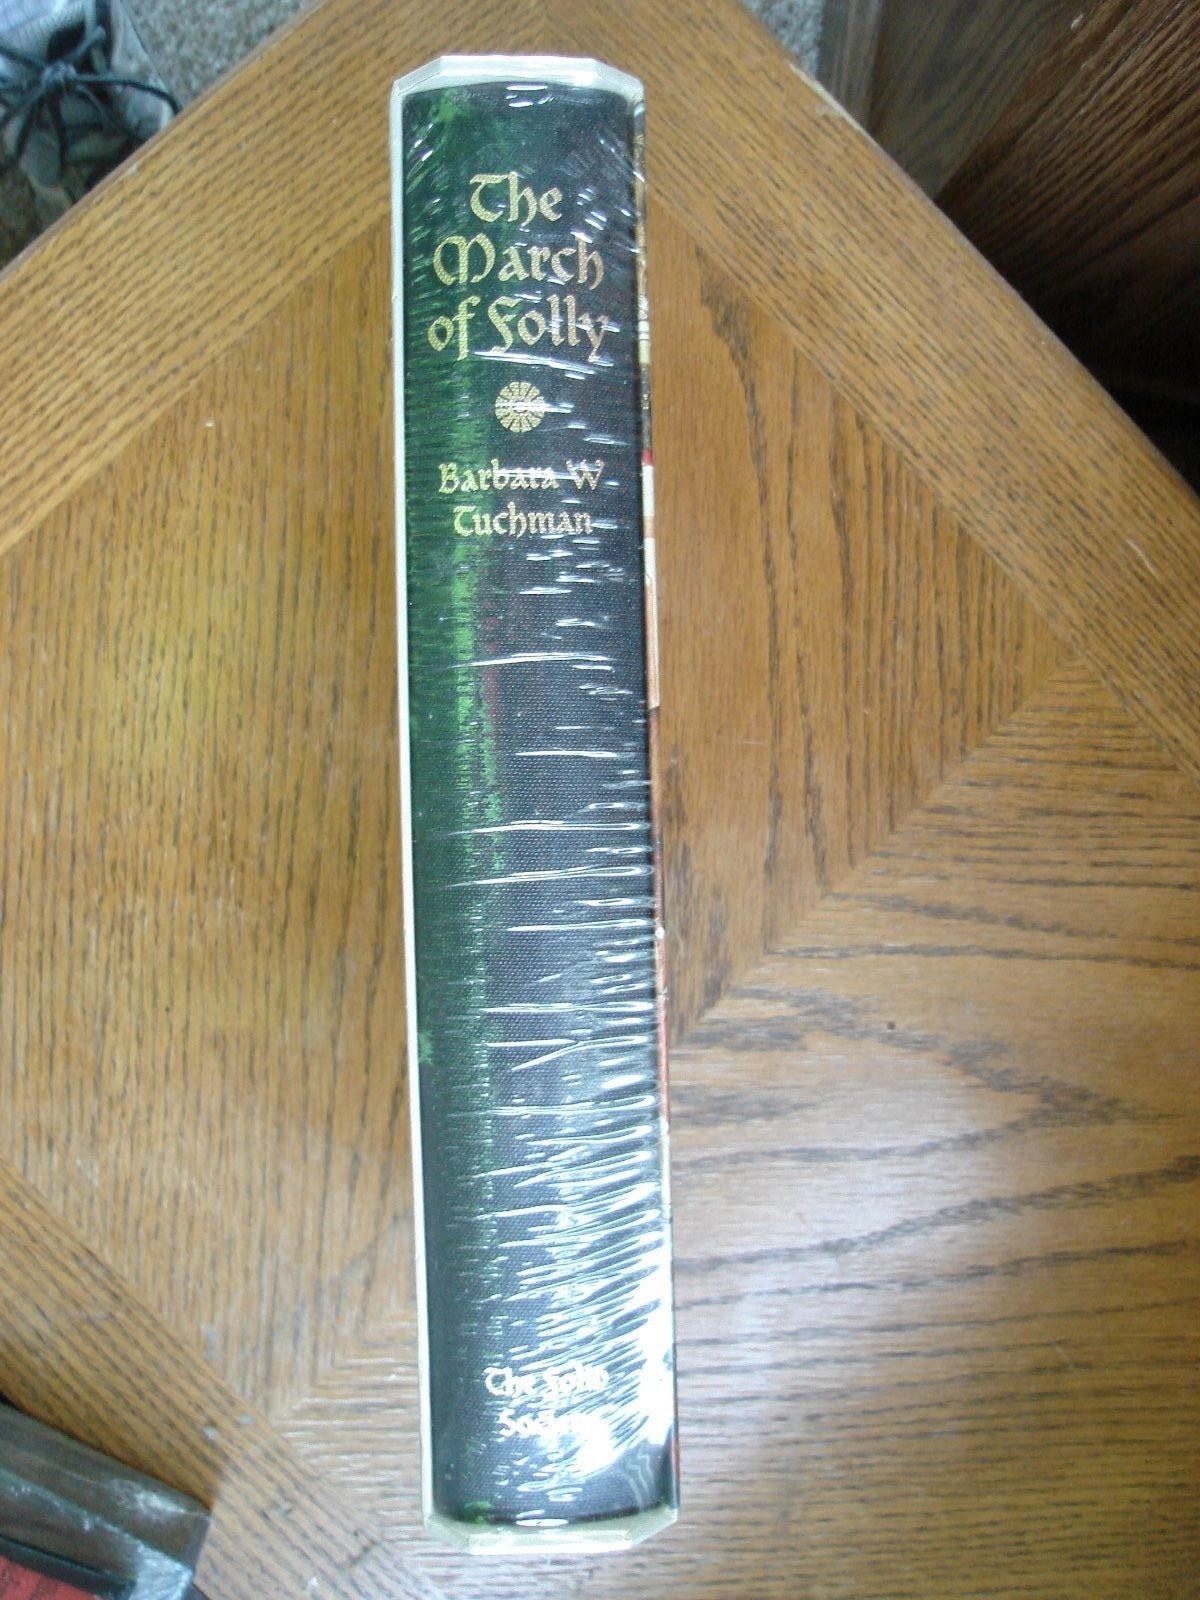 The
March
of Folly
Barbara W
Tuchman
The Folio
Society